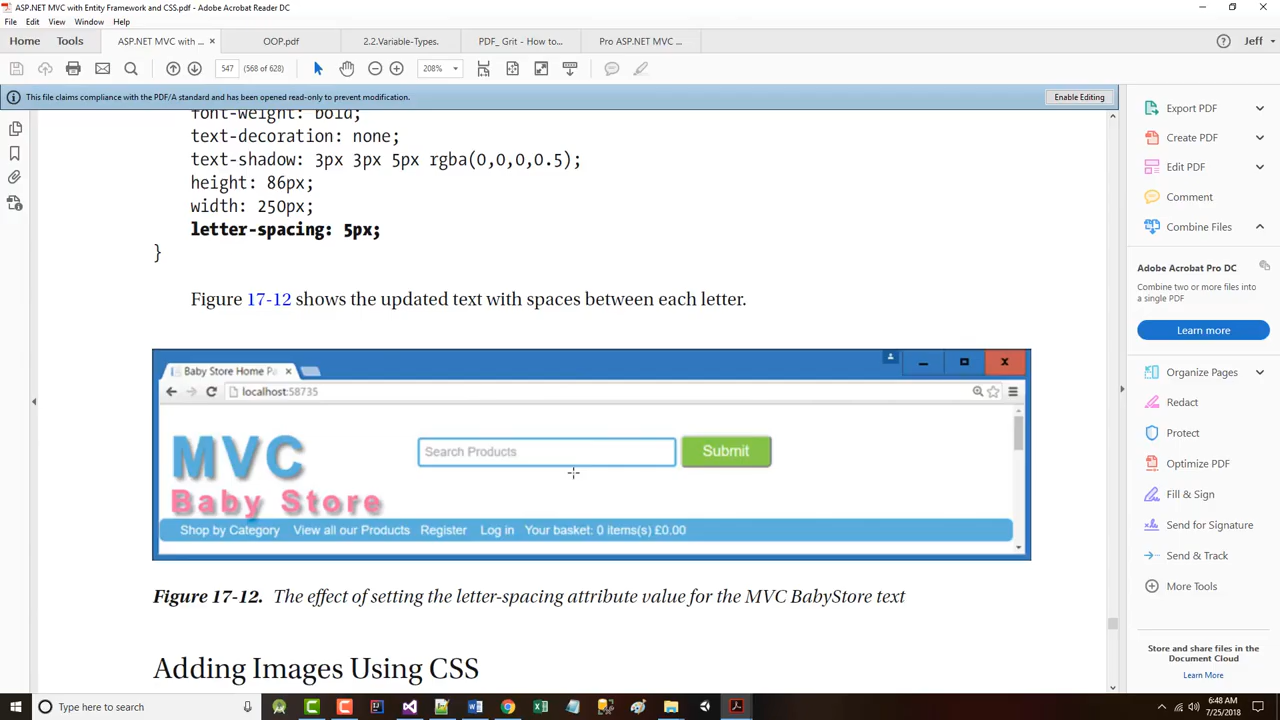 ASP.NET MVC with Entity Framework and CSS.pdf - Adobe Acrobat Reader DC
File Edit View Window Help
Home Tools ASP.NET MVC with ... × OOP.pdf 2.2.Variable-Types. PDF_ Grit - How to... Pro ASP.NET MVC ... Jeff
547 (568 of 628) 208%
This file claims compliance with the PDF/A standard and has been opened read-only to prevent modification. Enable Editing
font-weight: bold;
text-decoration: none;
text-shadow: 3px 3px 5px rgba(0,0,0,0.5);
height: 86px;
width: 250px;
letter-spacing: 5px;
}
Figure 17-12 shows the updated text with spaces between each letter.
Baby Store Home Pa ×
localhost:58735
MVC
Baby Store
Search Products Submit
Shop by Category View all our Products Register Log in Your basket: 0 items(s) £0.00
Figure 17-12. The effect of setting the letter-spacing attribute value for the MVC BabyStore text
Adding Images Using CSS
Export PDF
Create PDF
Edit PDF
Comment
Combine Files
Adobe Acrobat Pro DC
Combine two or more files into
a single PDF
Learn more
Organize Pages
Redact
Protect
Optimize PDF
Fill & Sign
Send for Signature
Send & Track
More Tools
Store and share files in the
Document Cloud
Learn More
Type here to search
6:48 AM
7/25/2018